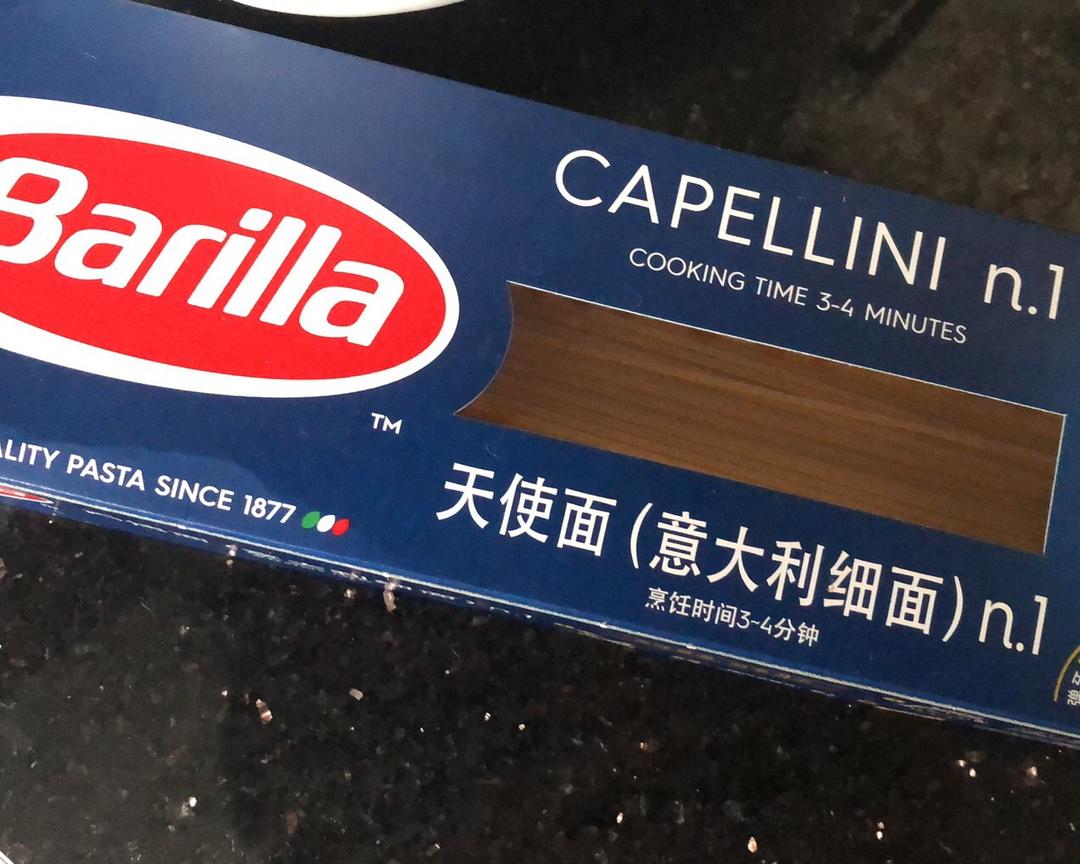 Barilla
TM
ALITY PASTA SINCE 1877
CAPELLINI n.1
COOKING TIME 3-4 MINUTES
天使面(意大利细面)n.1
烹饪时间3~4分钟